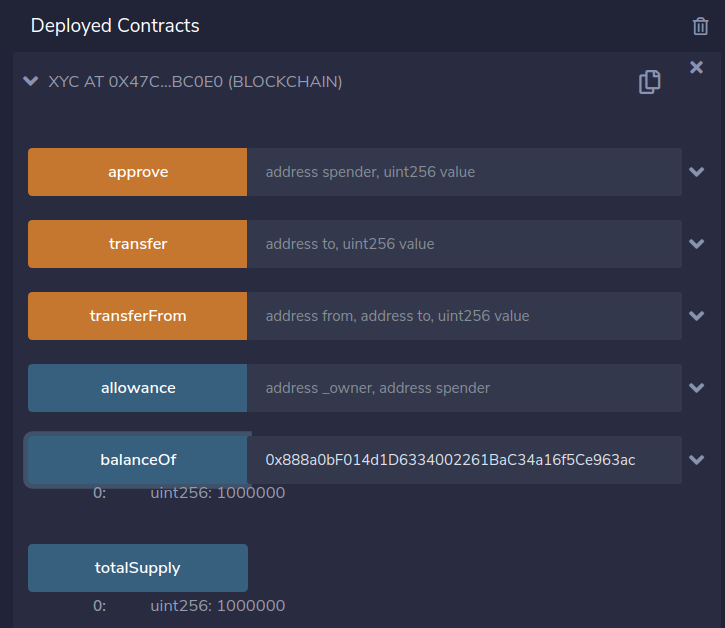 Deployed Contracts
XYC AT 0X47C...BC0E0 (BLOCKCHAIN)
approve address spender, uint256 value
transfer address to, uint256 value
transferFrom address from, address to, uint256 value
allowance address _owner, address spender
balanceOf 0x888a0bF014d1D6334002261BaC34a16f5Ce963ac
0: uint256: 1000000
totalSupply
0: uint256: 1000000